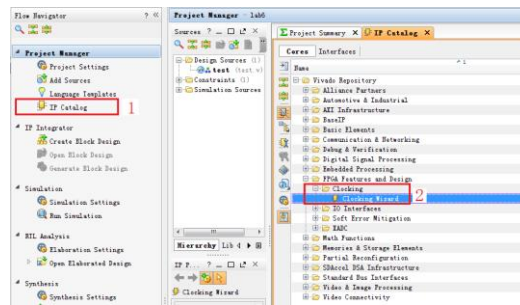 Flow Navigator
Project Settings
Add Sources
Language Templates
IP Catalog
1
IP Integrator
Create Block Design
Open Block Design
Generate Block Design
Simulation
Simulation Settings
Run Simulation
RTL Analysis
Elaboration Settings
Open Elaborated Design
Synthesis
Synthesis Settings
Project Manager - lab6
Sources
Design Sources (1)
test (test.v)
Constraints (1)
Simulation Sources
Hierarchy Lib
IP P...
Clocking Wizard
Project Summary
IP Catalog
Cores Interfaces
Name
Vivado Repository
Alliance Partners
Automotive & Industrial
AXI Infrastructure
BaseIP
Basic Elements
Communication & Networking
Debug & Verification
Digital Signal Processing
Embedded Processing
FPGA Features and Design
Clocking
Clocking Wizard
2
IO Interfaces
Soft Error Mitigation
XADC
Math Functions
Memories & Storage Elements
Partial Reconfiguration
SDAccel DSA Infrastructure
Standard Bus Interfaces
Video & Image Processing
Video Connectivity